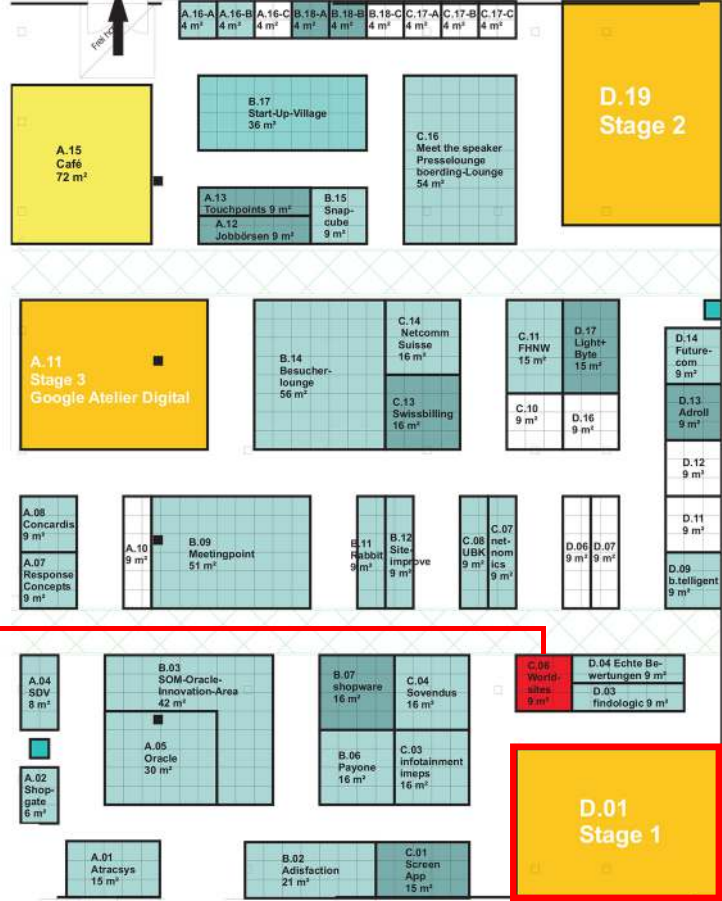 Frei ho
A.16-A
4 m²
A.16-B
4 m²
A.16-C
4 m²
B.18-A
4 m²
B.18-B
4 m²
B.18-C
4 m²
C.17-A
4 m²
C.17-B
4 m²
C.17-C
4 m²
A.15
Café
72 m²
B.17
Start-Up-Village
36 m²
C.16
Meet the speaker
Presselounge
boerding-Lounge
54 m²
D.19
Stage 2
A.13
Touchpoints 9 m²
A.12
Jobbörsen 9 m²
B.15
Snap-
cube
9 m²
A.11
Stage 3
Google Atelier Digital
B.14
Besucher-
lounge
56 m²
C.14
Netcomm
Suisse
16 m²
C.13
Swissbilling
16 m²
C.11
FHNW
15 m²
D.17
Light+
Byte
15 m²
C.10
9 m²
D.16
9 m²
D.14
Future-
com
9 m²
D.13
Adroll
9 m²
D.12
9 m²
D.11
9 m²
D.09
b.telligent
9 m²
A.08
Concardis
9 m²
A.07
Response
Concepts
9 m²
A.10
9 m²
B.09
Meetingpoint
51 m²
B.11
Rabbit
9 m²
B.12
Site-
improve
9 m²
C.08
UBK
9 m²
C.07
net-
nom
ics
9 m²
D.06
9 m²
D.07
9 m²
A.04
SDV
8 m²
B.03
SOM-Oracle-
Innovation-Area
42 m²
A.05
Oracle
30 m²
B.07
shopware
16 m²
C.04
Sovendus
16 m²
B.06
Payone
16 m²
C.03
infotainment
imeps
16 m²
C.06
World-
sites
9 m²
D.04 Echte Be-
wertungen 9 m²
D.03
findologic 9 m²
A.02
Shop-
gate
6 m²
D.01
Stage 1
A.01
Atracsys
15 m²
B.02
Adisfaction
21 m²
C.01
Screen
App
15 m²